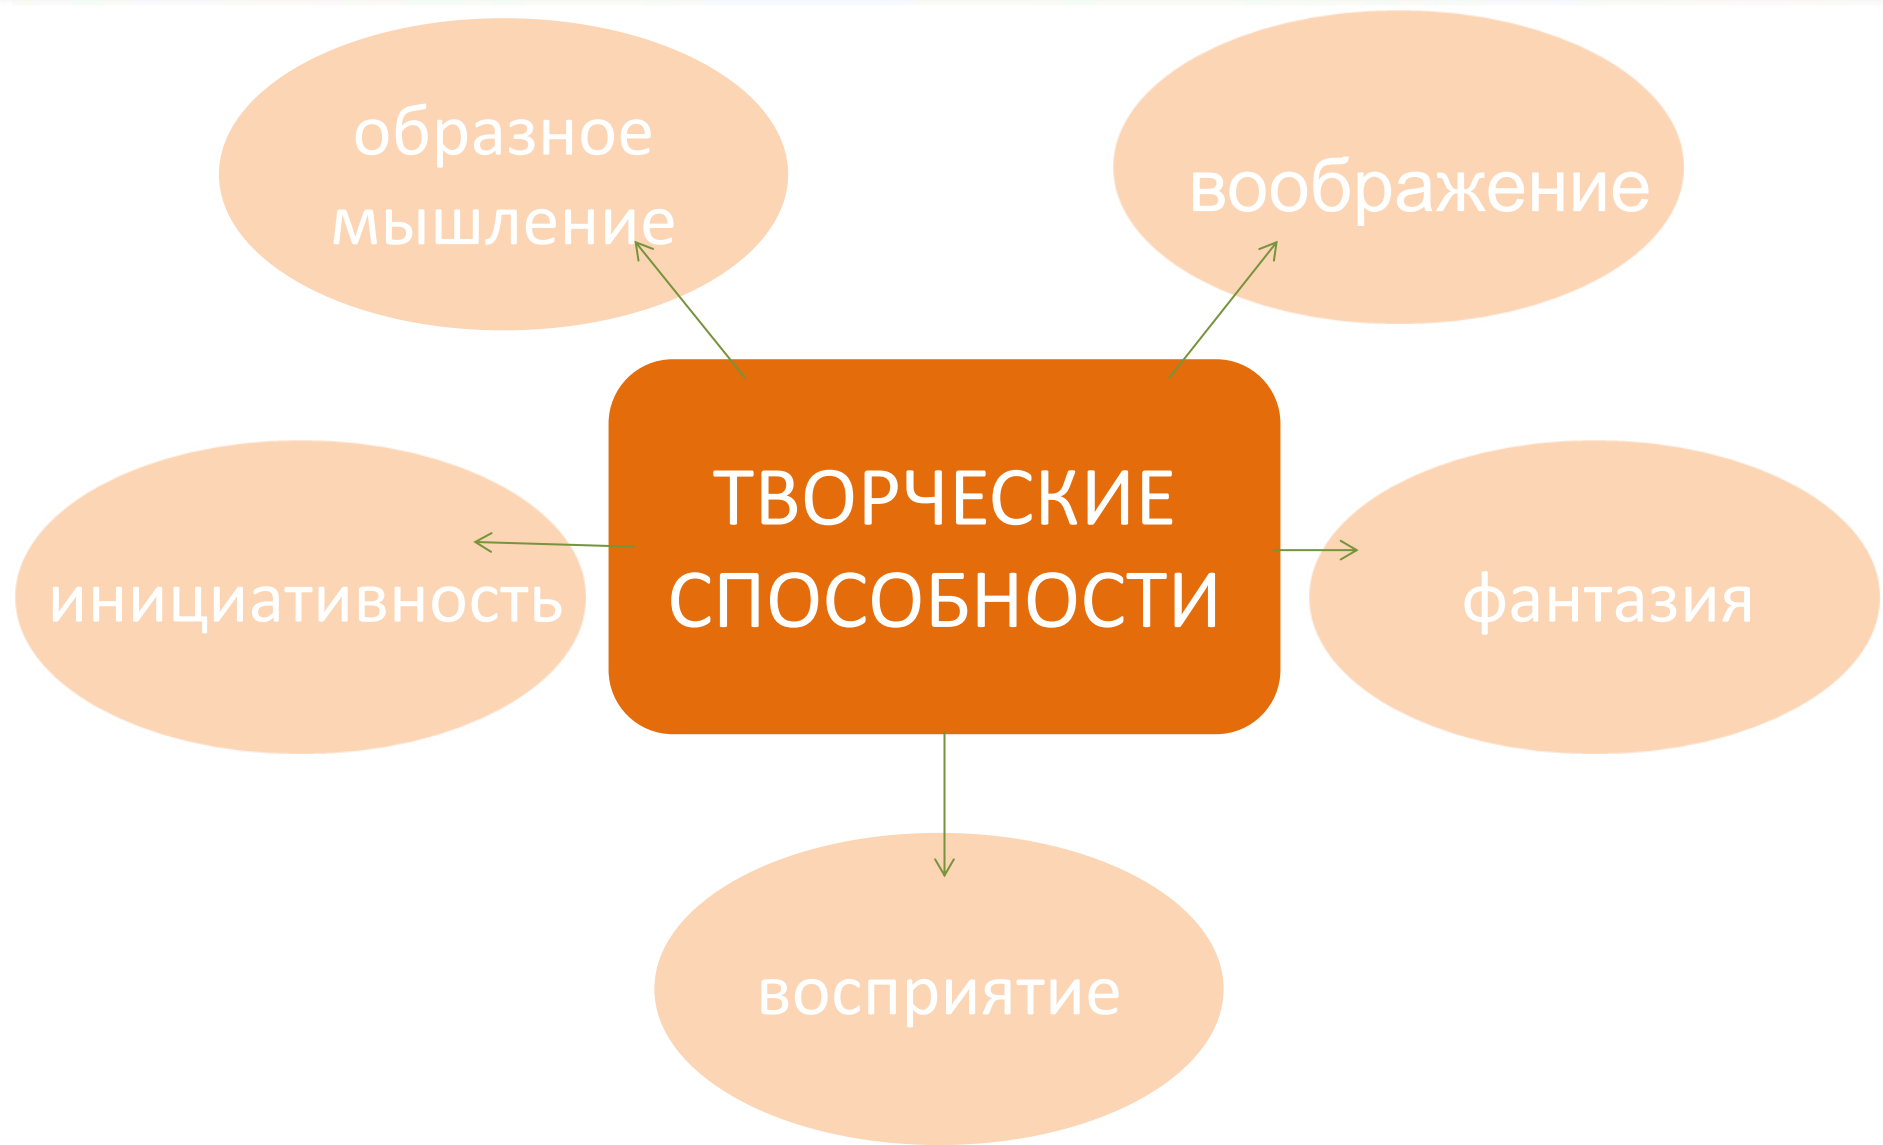 образное
мышление
воображение
ТВОРЧЕСКИЕ
СПОСОБНОСТИ
инициативность
фантазия
восприятие